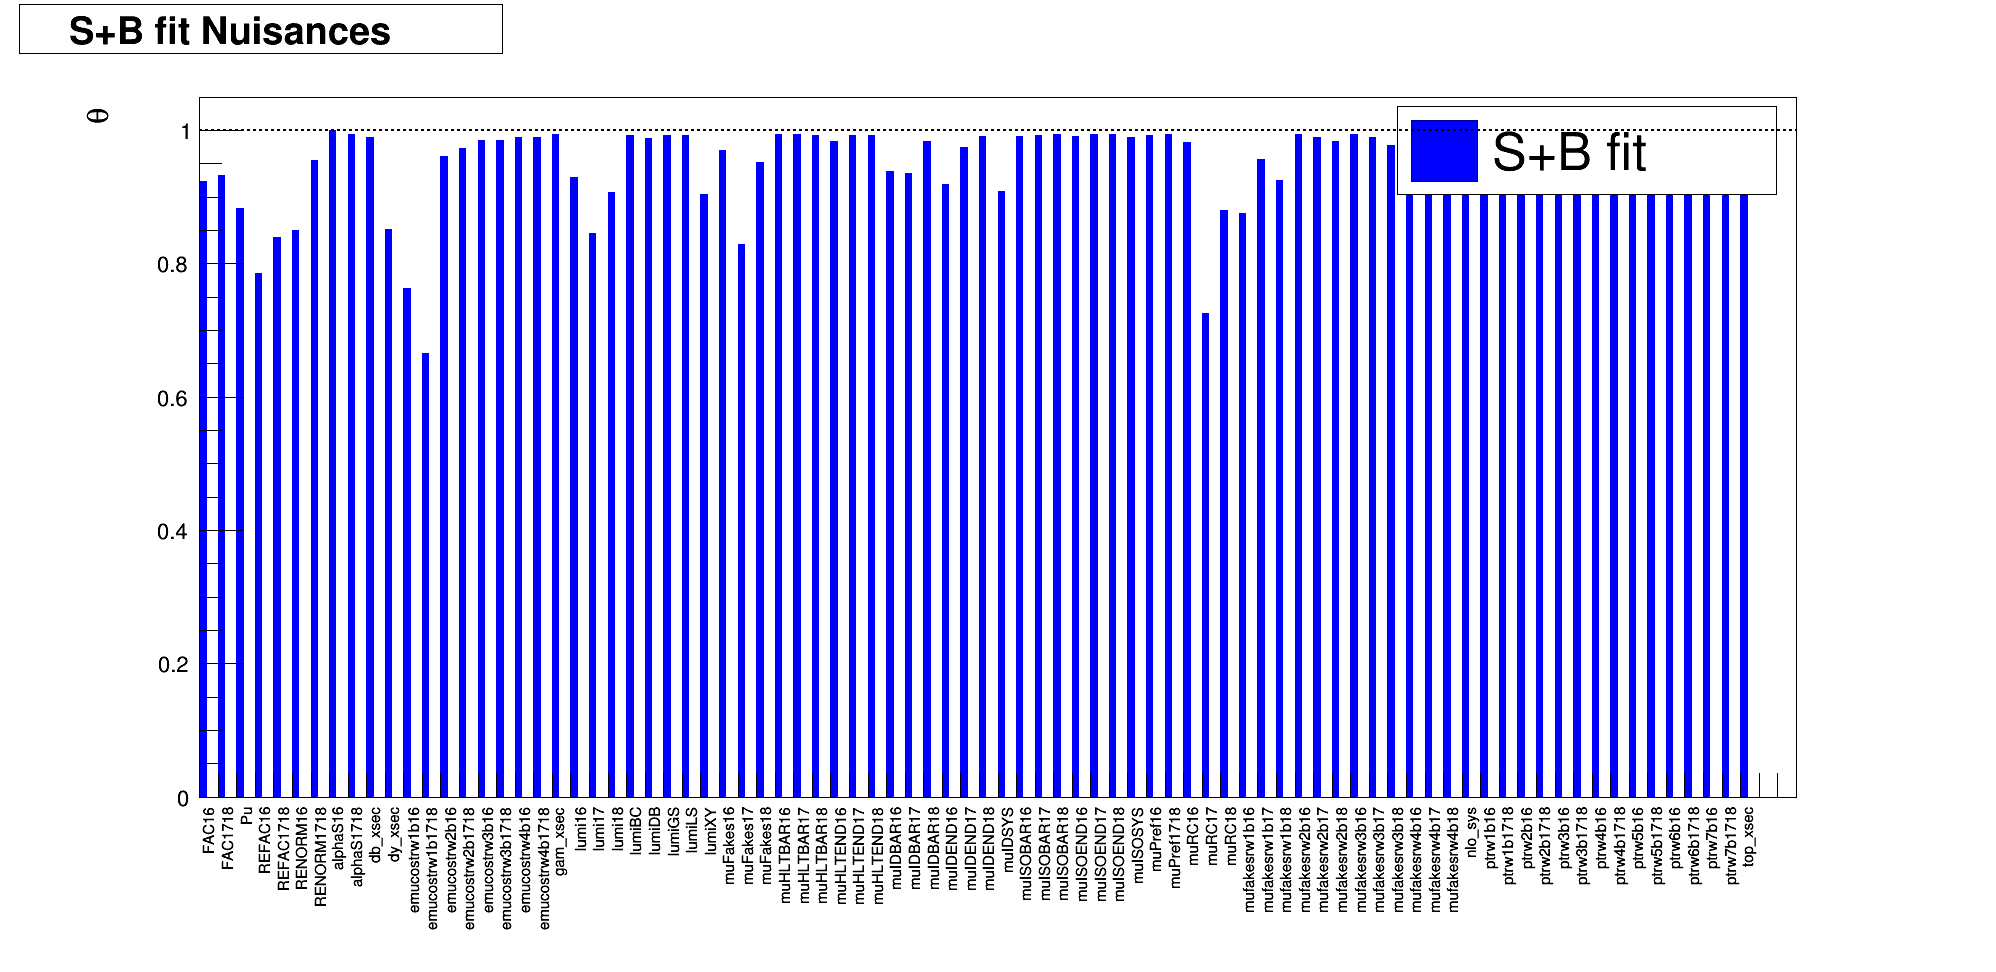 S+B fit Nuisances
θ
S+B fit
1
0.8
0.6
0.4
0.2
0
FAC16
FAC1718
Pu
REFAC16
REFAC1718
RENORM16
RENORM1718
alphaS16
alphaS1718
db_xsec
dy_xsec
emucostrw1b16
emucostrw1b1718
emucostrw2b16
emucostrw2b1718
emucostrw3b16
emucostrw3b1718
emucostrw4b16
emucostrw4b1718
gam_xsec
lumi16
lumi17
lumi18
lumiBC
lumiDB
lumiGS
lumiLS
lumiXY
muFakes16
muFakes17
muFakes18
muHLTBAR16
muHLTBAR17
muHLTBAR18
muHLTEND16
muHLTEND17
muHLTEND18
muIDBAR16
muIDBAR17
muIDBAR18
muIDEND16
muIDEND17
muIDEND18
muIDSYS
muISOBAR16
muISOBAR17
muISOBAR18
muISOEND16
muISOEND17
muISOEND18
muISOSYS
muPref16
muPref1718
muRC16
muRC17
muRC18
mufakesrw1b16
mufakesrw1b17
mufakesrw1b18
mufakesrw2b16
mufakesrw2b17
mufakesrw2b18
mufakesrw3b16
mufakesrw3b17
mufakesrw3b18
mufakesrw4b16
mufakesrw4b17
mufakesrw4b18
nlo_sys
ptrw1b16
ptrw1b1718
ptrw2b16
ptrw2b1718
ptrw3b16
ptrw3b1718
ptrw4b16
ptrw4b1718
ptrw5b16
ptrw5b1718
ptrw6b16
ptrw6b1718
ptrw7b16
ptrw7b1718
top_xsec